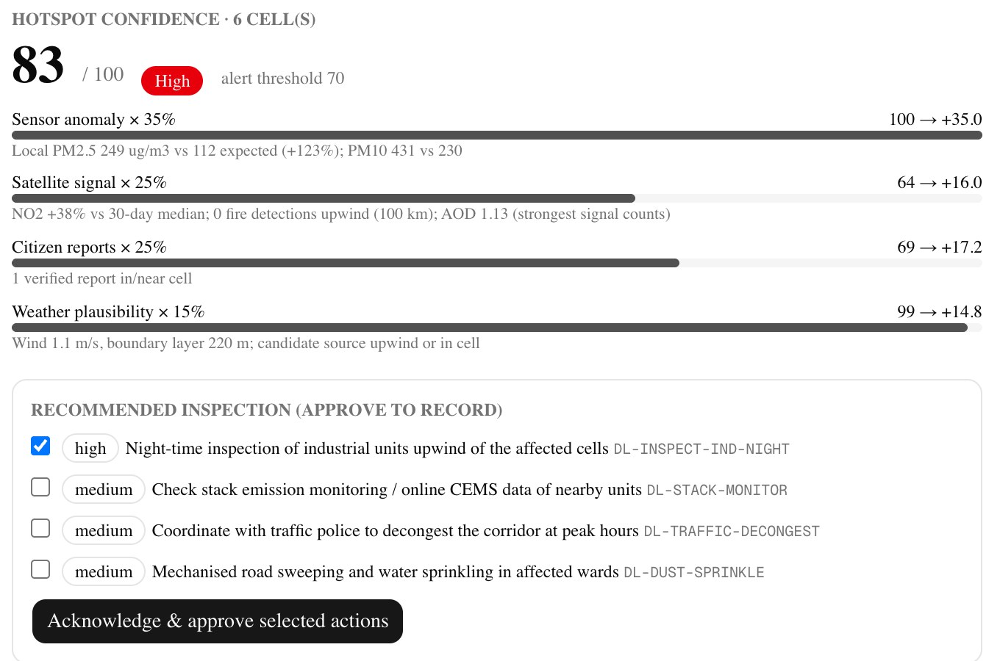 HOTSPOT CONFIDENCE · 6 CELL(S)
83 / 100 High alert threshold 70
Sensor anomaly × 35% 100 → +35.0
Local PM2.5 249 ug/m3 vs 112 expected (+123%); PM10 431 vs 230
Satellite signal × 25% 64 → +16.0
NO2 +38% vs 30-day median; 0 fire detections upwind (100 km); AOD 1.13 (strongest signal counts)
Citizen reports × 25% 69 → +17.2
1 verified report in/near cell
Weather plausibility × 15% 99 → +14.8
Wind 1.1 m/s, boundary layer 220 m; candidate source upwind or in cell
RECOMMENDED INSPECTION (APPROVE TO RECORD)
high Night-time inspection of industrial units upwind of the affected cells DL-INSPECT-IND-NIGHT
medium Check stack emission monitoring / online CEMS data of nearby units DL-STACK-MONITOR
medium Coordinate with traffic police to decongest the corridor at peak hours DL-TRAFFIC-DECONGEST
medium Mechanised road sweeping and water sprinkling in affected wards DL-DUST-SPRINKLE
Acknowledge & approve selected actions